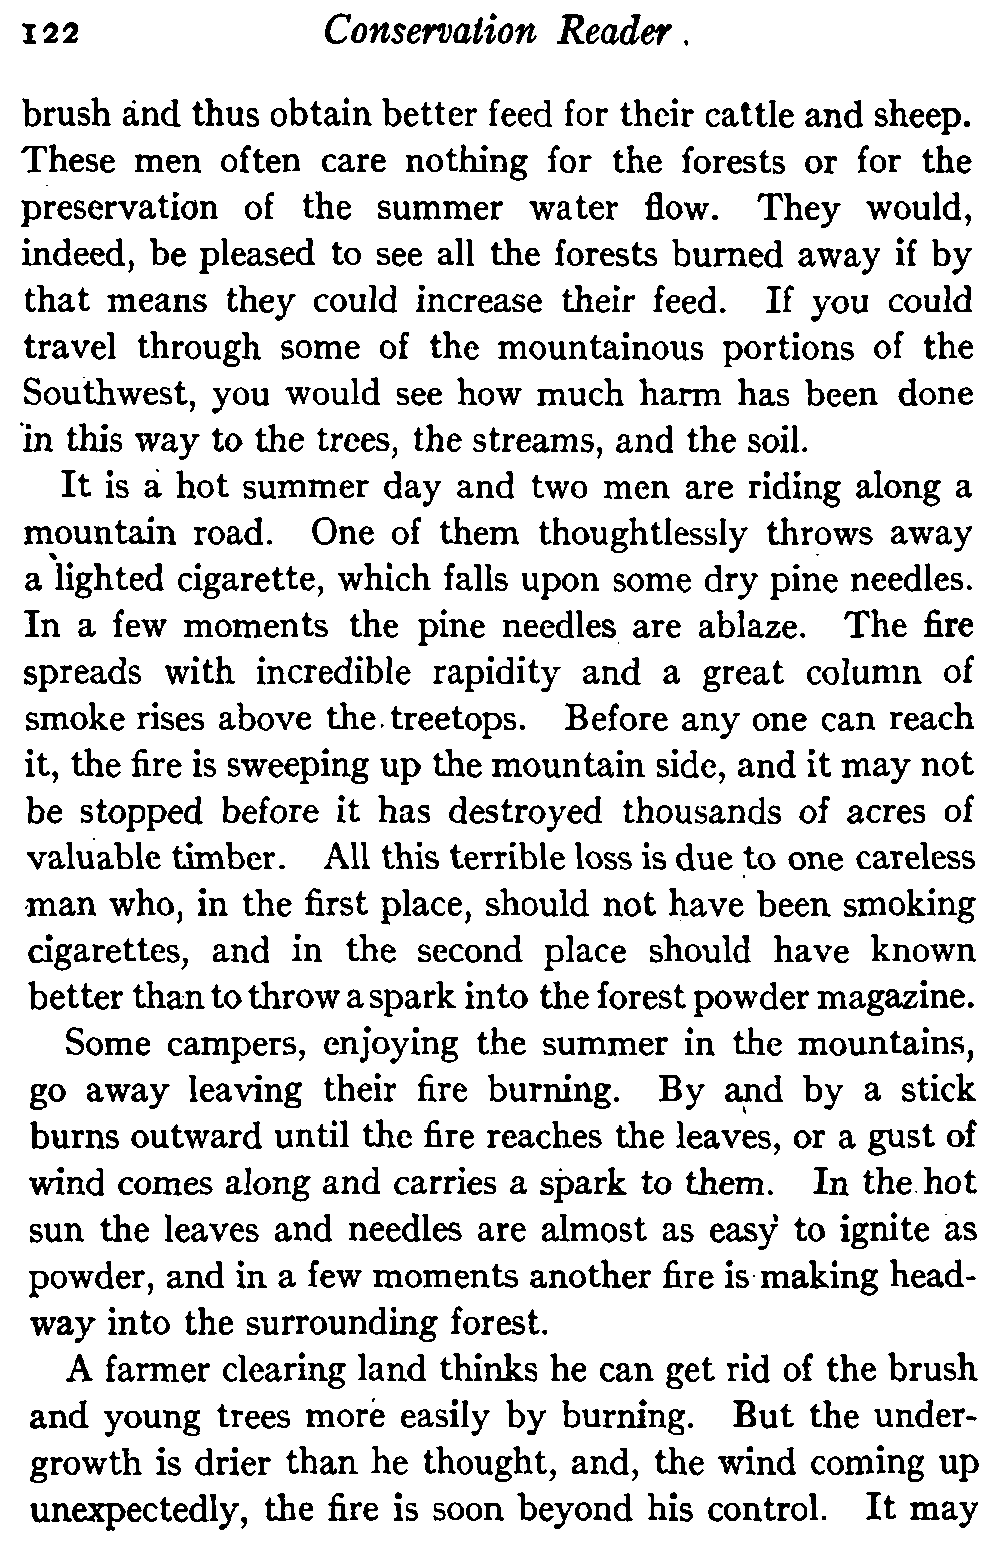 122 Conservation Reader.
brush and thus obtain better feed for their cattle and sheep.
These men often care nothing for the forests or for the
preservation of the summer water flow. They would,
indeed, be pleased to see all the forests burned away if by
that means they could increase their feed. If you could
travel through some of the mountainous portions of the
Southwest, you would see how much harm has been done
in this way to the trees, the streams, and the soil.
It is a hot summer day and two men are riding along a
mountain road. One of them thoughtlessly throws away
a lighted cigarette, which falls upon some dry pine needles.
In a few moments the pine needles are ablaze. The fire
spreads with incredible rapidity and a great column of
smoke rises above the treetops. Before any one can reach
it, the fire is sweeping up the mountain side, and it may not
be stopped before it has destroyed thousands of acres of
valuable timber. All this terrible loss is due to one careless
man who, in the first place, should not have been smoking
cigarettes, and in the second place should have known
better than to throw a spark into the forest powder magazine.
Some campers, enjoying the summer in the mountains,
go away leaving their fire burning. By and by a stick
burns outward until the fire reaches the leaves, or a gust of
wind comes along and carries a spark to them. In the hot
sun the leaves and needles are almost as easy to ignite as
powder, and in a few moments another fire is making head-
way into the surrounding forest.
A farmer clearing land thinks he can get rid of the brush
and young trees more easily by burning. But the under-
growth is drier than he thought, and, the wind coming up
unexpectedly, the fire is soon beyond his control. It may